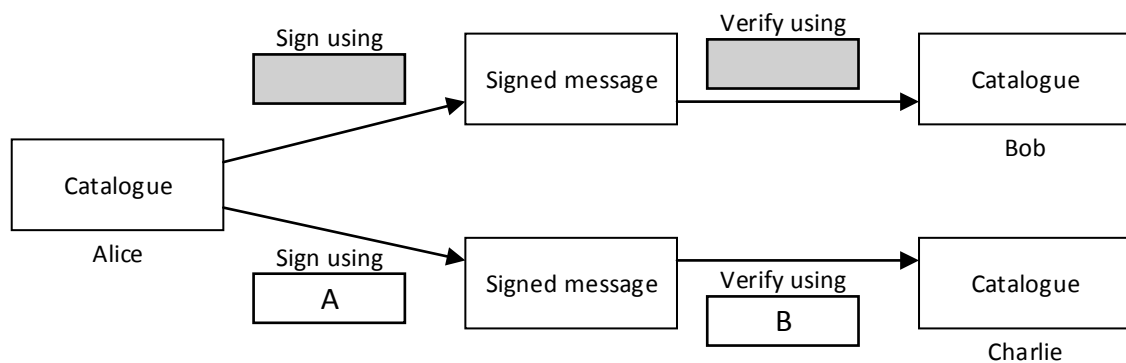 Sign using
Verify using
Signed message
Catalogue
Bob
Catalogue
Alice
Sign using
A
Signed message
Verify using
B
Catalogue
Charlie